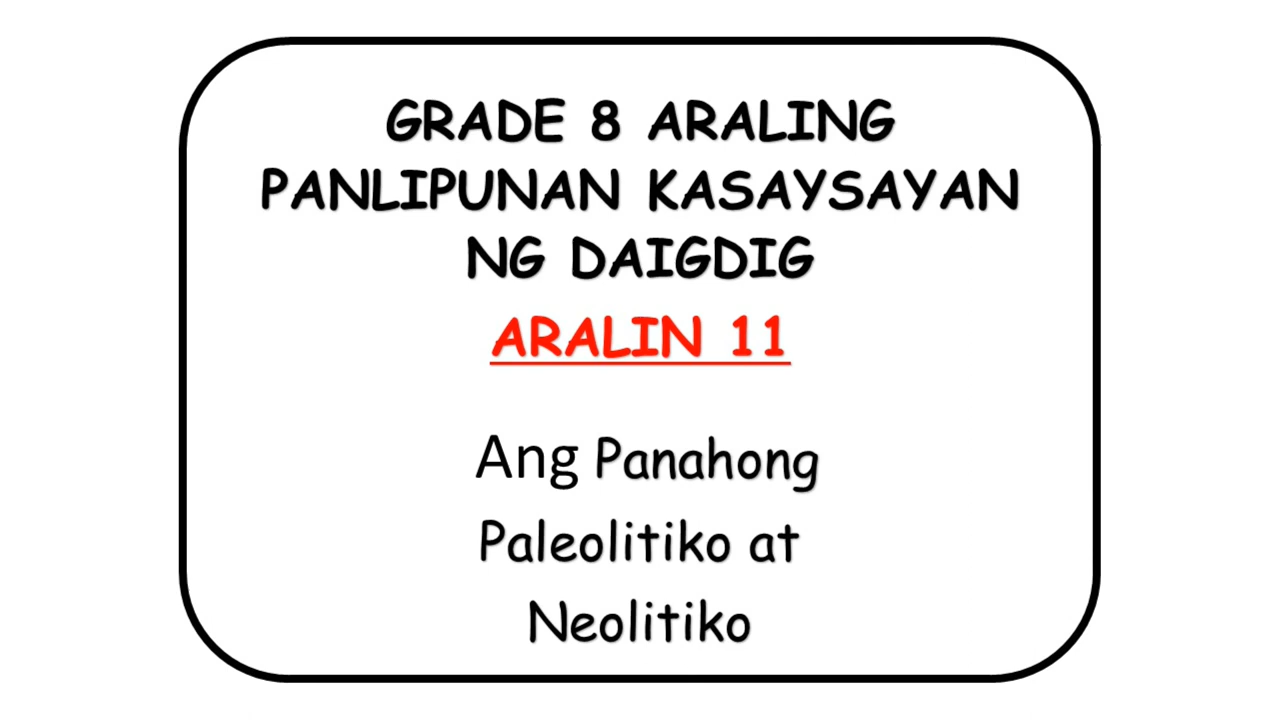 GRADE 8 ARALING
PANLIPUNAN KASAYSAYAN
NG DAIGDIG
ARALIN 11
Ang Panahong
Paleolitiko at
Neolitiko